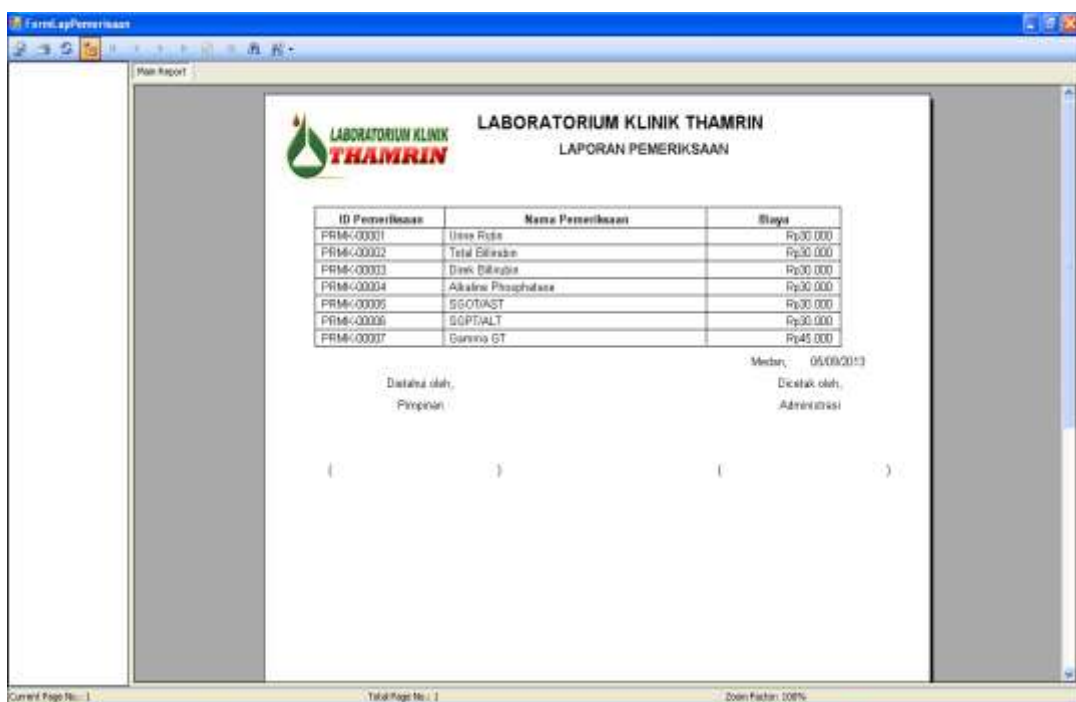 FormLapPemerisaan
Main Report
LABORATORIUM KLINIK
THAMRIN
LABORATORIUM KLINIK THAMRIN
LAPORAN PEMERIKSAAN
ID Pemeriksaan Nama Pemeriksaan Biaya
PRMK-00001 Urine Rutin Rp30.000
PRMK-00002 Total Bilirubin Rp30.000
PRMK-00003 Direk Bilirubin Rp30.000
PRMK-00004 Alkaline Phosphatase Rp30.000
PRMK-00005 SGOT/AST Rp30.000
PRMK-00006 SGPT/ALT Rp30.000
PRMK-00007 Gamma GT Rp45.000
Medan, 05/09/2013
Diketahui oleh, Dicetak oleh,
Pimpinan Administrasi
( ) ( )
Current Page No.: 1 Total Page No.: 1 Zoom Factor: 100%